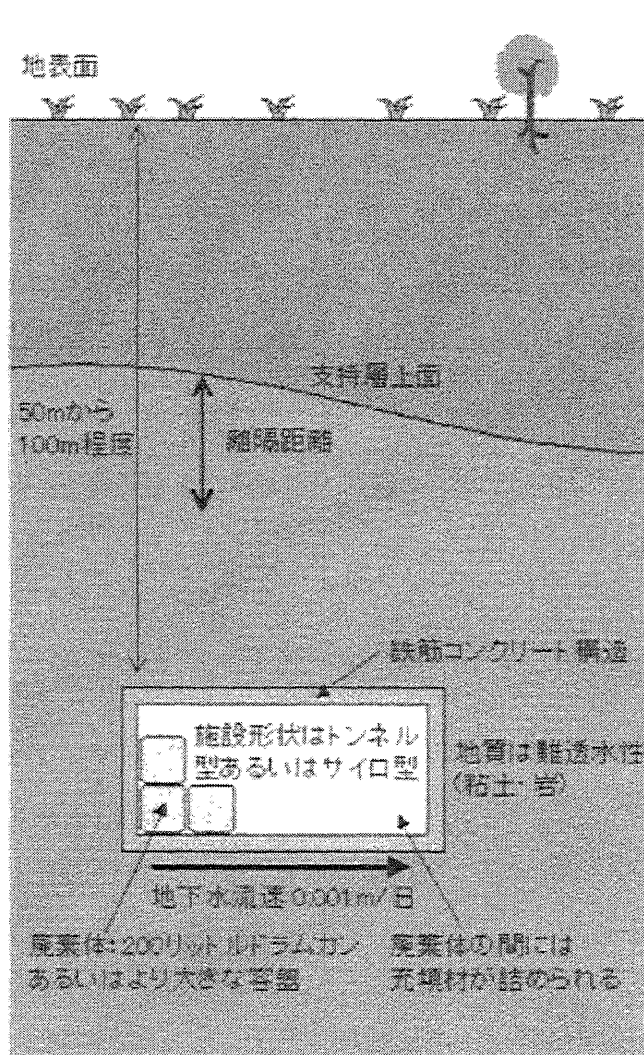 地表面
支持層上面
50mから
100m程度
離隔距離
鉄筋コンクリート構造
施設形状はトンネル
型あるいはサイロ型
地質は難透水性
(粘土・岩)
地下水流速0.001m/日
廃棄体:200リットルドラムカン
あるいはより大きな容器
廃棄体の間には
充填材が詰められる